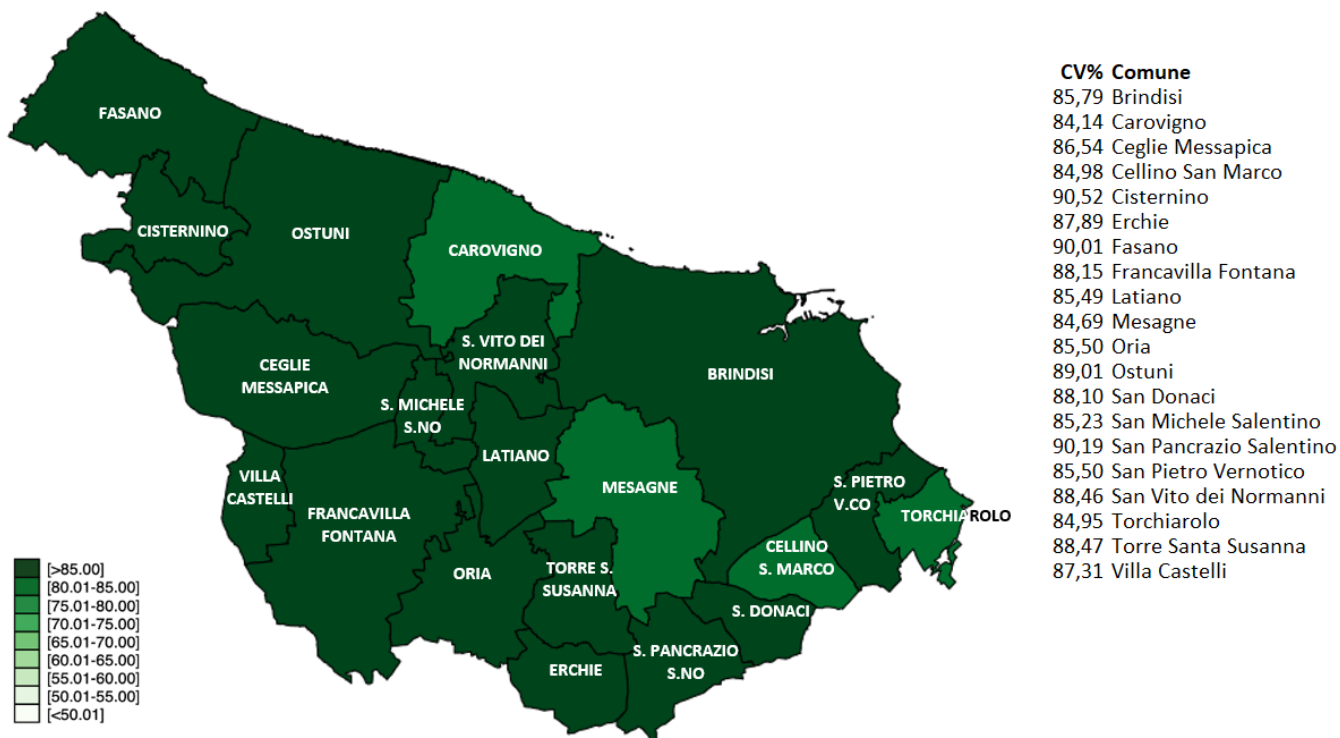 FASANO
CISTERNINO
OSTUNI
CAROVIGNO
S. VITO DEI
NORMANNI
CEGLIE
MESSAPICA
S. MICHELE
S.NO
BRINDISI
LATIANO
VILLA
CASTELLI
MESAGNE
S. PIETRO
V.CO
FRANCAVILLA
FONTANA
TORCHIAROLO
CELLINO
S. MARCO
ORIA
TORRE S.
SUSANNA
S. DONACI
S. PANCRAZIO
S.NO
ERCHIE
[>85.00]
[80.01-85.00]
[75.01-80.00]
[70.01-75.00]
[65.01-70.00]
[60.01-65.00]
[55.01-60.00]
[50.01-55.00]
[<50.01]
CV% Comune
85,79 Brindisi
84,14 Carovigno
86,54 Ceglie Messapica
84,98 Cellino San Marco
90,52 Cisternino
87,89 Erchie
90,01 Fasano
88,15 Francavilla Fontana
85,49 Latiano
84,69 Mesagne
85,50 Oria
89,01 Ostuni
88,10 San Donaci
85,23 San Michele Salentino
90,19 San Pancrazio Salentino
85,50 San Pietro Vernotico
88,46 San Vito dei Normanni
84,95 Torchiarolo
88,47 Torre Santa Susanna
87,31 Villa Castelli